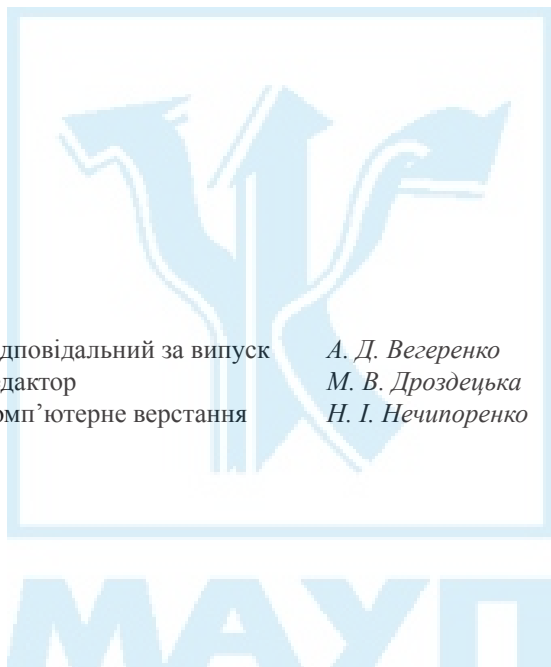 дповідальний за випуск А. Д. Вегеренко
дактор М. В. Дроздецька
омп’ютерне верстання Н. І. Нечипоренко
МАУП